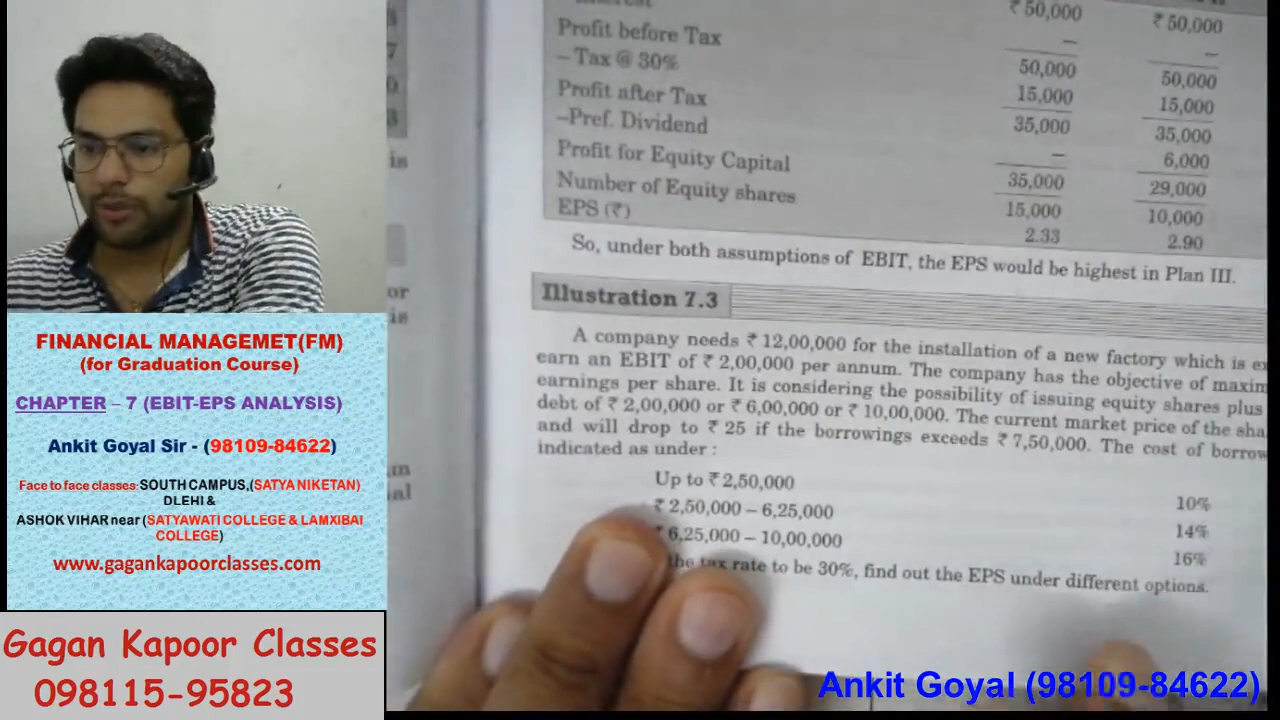 FINANCIAL MANAGEMET(FM)
(for Graduation Course)
CHAPTER – 7 (EBIT-EPS ANALYSIS)
Ankit Goyal Sir - (98109-84622)
Face to face classes: SOUTH CAMPUS,(SATYA NIKETAN)
DLEHI &
ASHOK VIHAR near (SATYAWATI COLLEGE & LAMXIBAI
COLLEGE)
www.gagankapoorclasses.com
Gagan Kapoor Classes
098115-95823
₹ 50,000 ₹ 50,000
Profit before Tax – –
– Tax @ 30% 50,000 50,000
Profit after Tax 15,000 15,000
–Pref. Dividend 35,000 35,000
Profit for Equity Capital – 6,000
Number of Equity shares 35,000 29,000
EPS (₹) 15,000 10,000
2.33 2.90
So, under both assumptions of EBIT, the EPS would be highest in Plan III.
Illustration 7.3
A company needs ₹ 12,00,000 for the installation of a new factory which is
earn an EBIT of ₹ 2,00,000 per annum. The company has the objective of
earnings per share. It is considering the possibility of issuing equity shares plus
debt of ₹ 2,00,000 or ₹ 6,00,000 or ₹ 10,00,000. The current market price of the
and will drop to ₹ 25 if the borrowings exceeds ₹ 7,50,000. The cost of
indicated as under :
Up to ₹ 2,50,000 10%
₹ 2,50,000 – 6,25,000 14%
₹ 6,25,000 – 10,00,000 16%
the tax rate to be 30%, find out the EPS under different options.
is
or
is
Ankit Goyal (98109-84622)